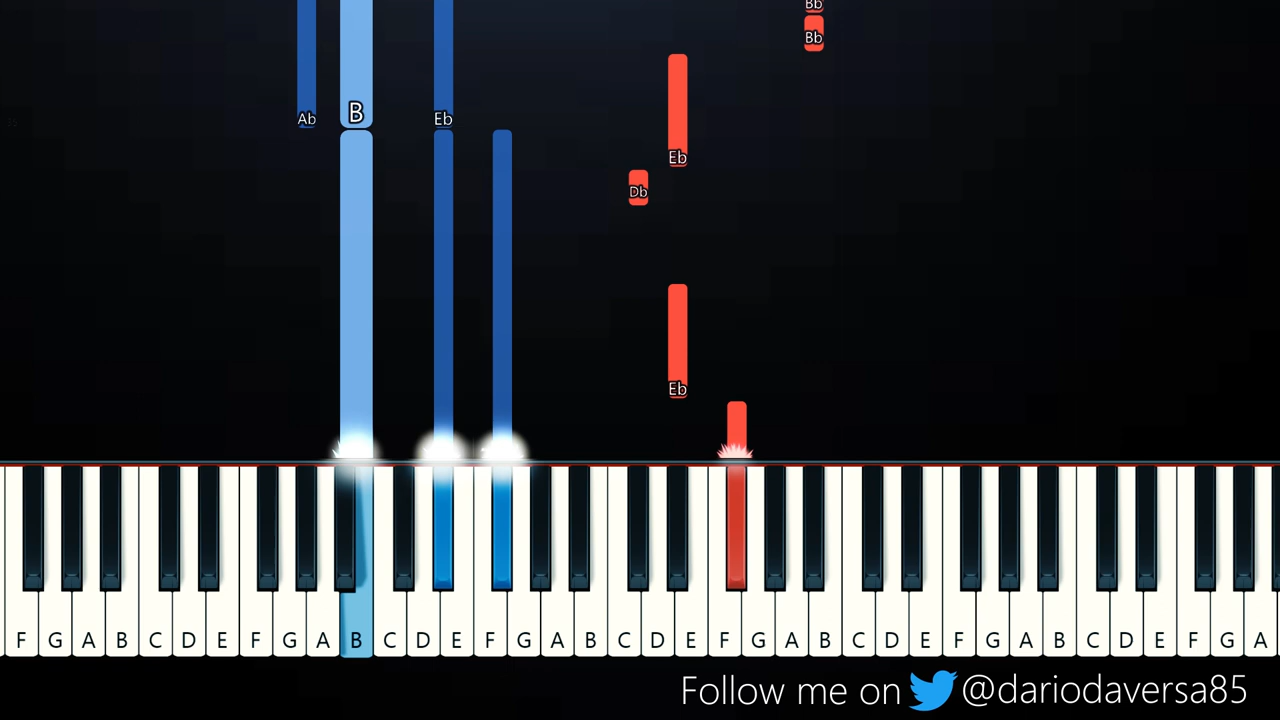 Bb
Bb
Ab B Eb
Eb
Db
Eb
F G A B C D E F G A B C D E F G A B C D E F G A B C D E F G A B C D E F G A
Follow me on @dariodaversa85